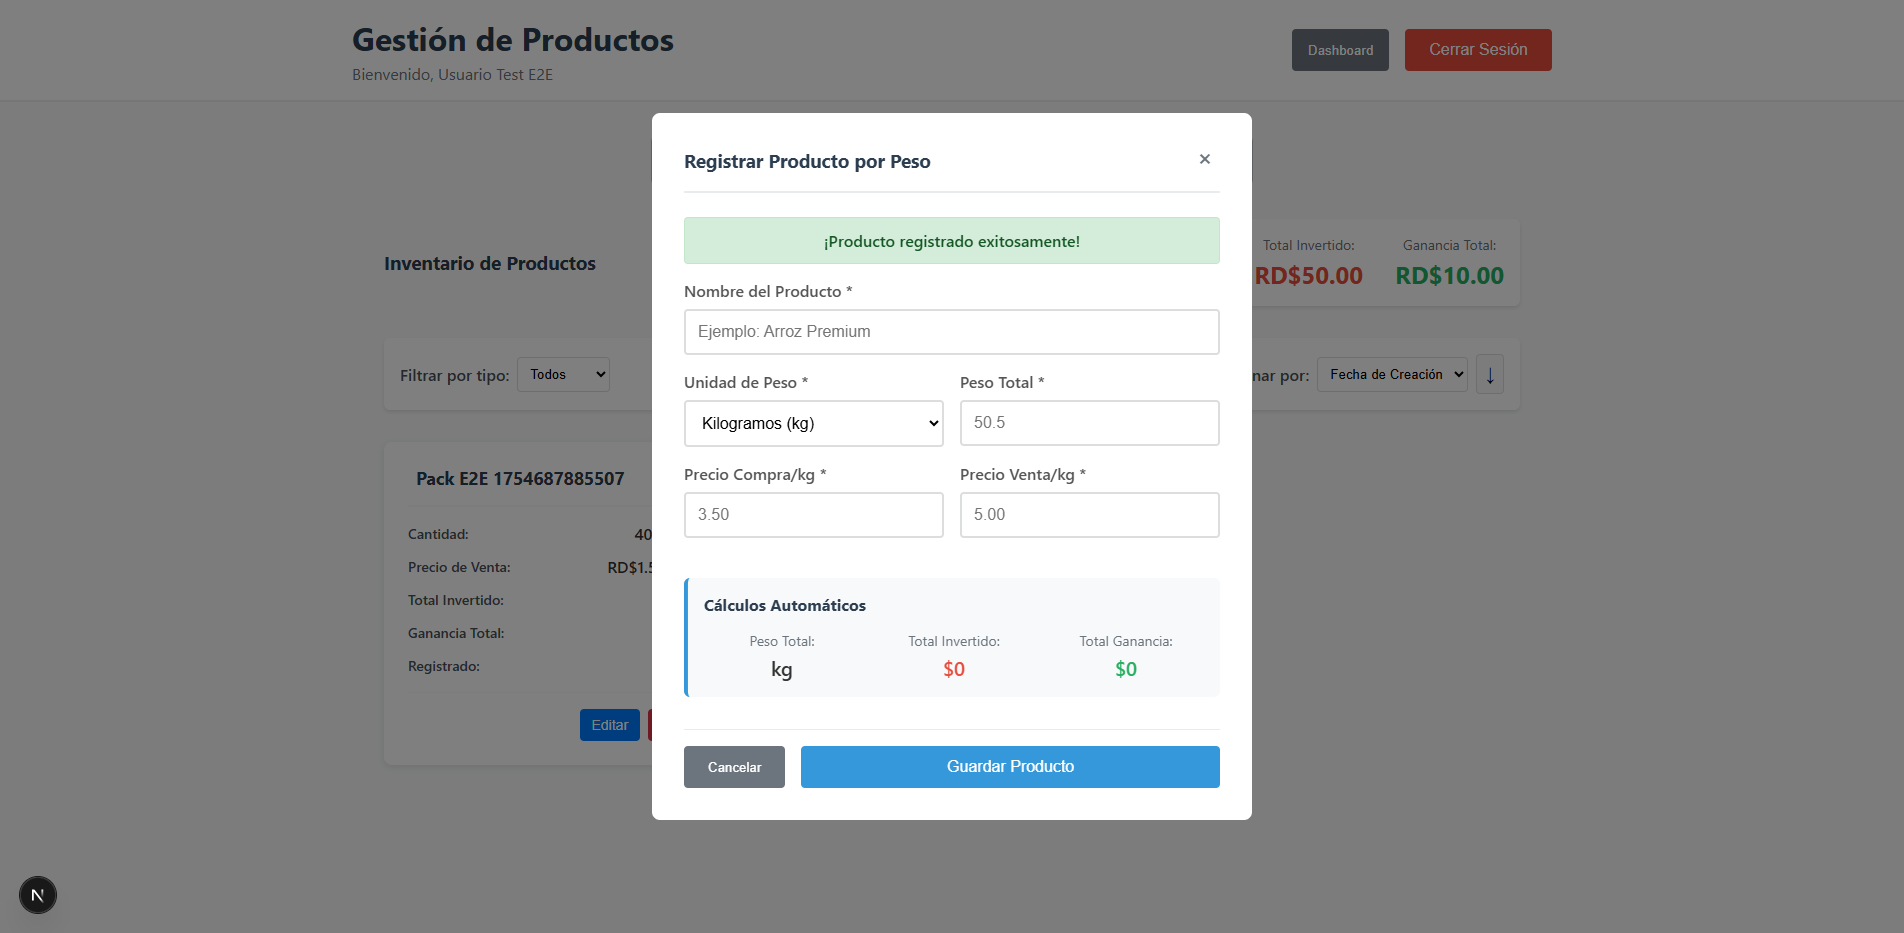 Gestión de Productos
Bienvenido, Usuario Test E2E
Dashboard
Cerrar Sesión
Registrar Producto por Peso
×
¡Producto registrado exitosamente!
Inventario de Productos
Total Invertido:
Ganancia Total:
RD$50.00
RD$10.00
Nombre del Producto *
Ejemplo: Arroz Premium
Filtrar por tipo:
Todos
nar por:
Fecha de Creación
↓
Unidad de Peso *
Peso Total *
Kilogramos (kg)
50.5
Precio Compra/kg *
Precio Venta/kg *
3.50
5.00
Pack E2E 1754687885507
Cantidad:
40
Precio de Venta:
RD$1.5
Total Invertido:
Ganancia Total:
Registrado:
Editar
Cálculos Automáticos
Peso Total:
Total Invertido:
Total Ganancia:
kg
$0
$0
Cancelar
Guardar Producto
N